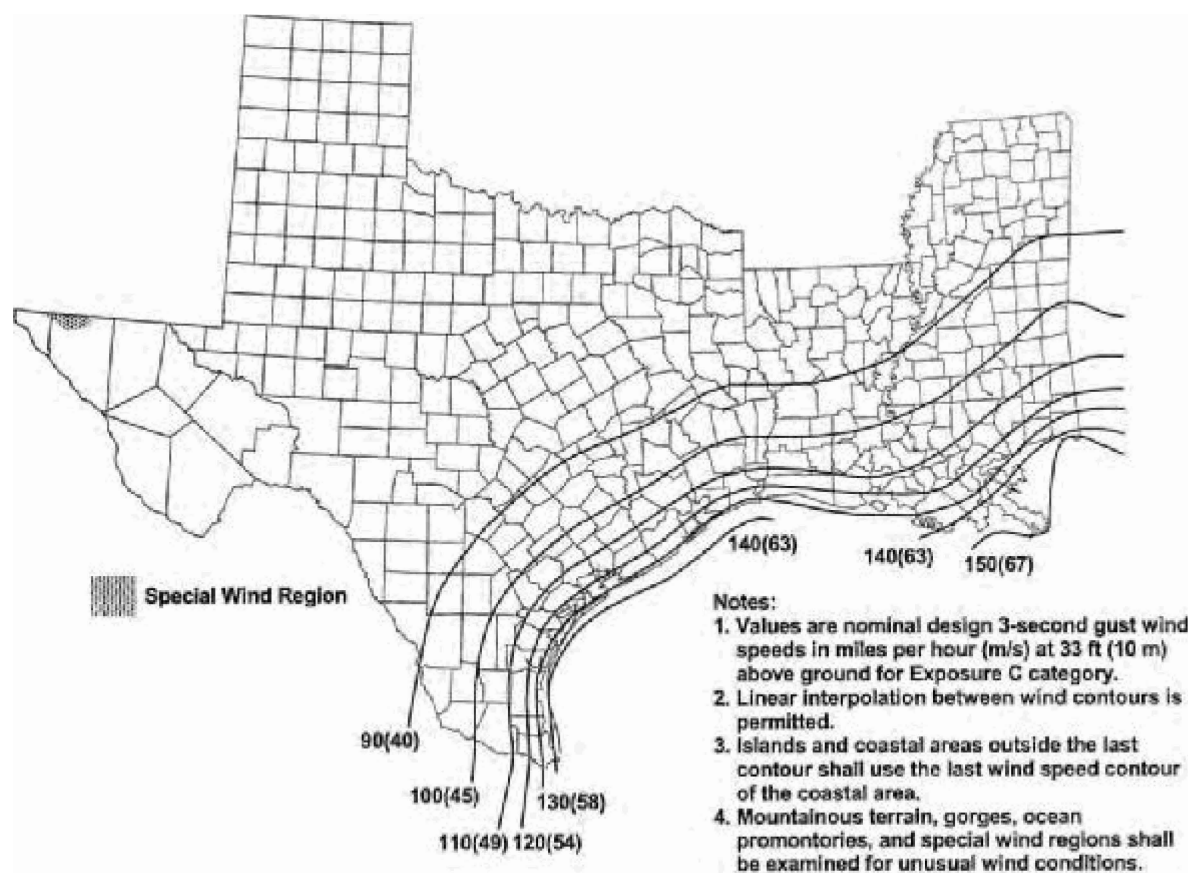 140(63)
140(63)
150(67)
Special Wind Region
90(40)
100(45)
130(58)
110(49) 120(54)
Notes:
1. Values are nominal design 3-second gust wind
speeds in miles per hour (m/s) at 33 ft (10 m)
above ground for Exposure C category.
2. Linear interpolation between wind contours is
permitted.
3. Islands and coastal areas outside the last
contour shall use the last wind speed contour
of the coastal area.
4. Mountainous terrain, gorges, ocean
promontories, and special wind regions shall
be examined for unusual wind conditions.